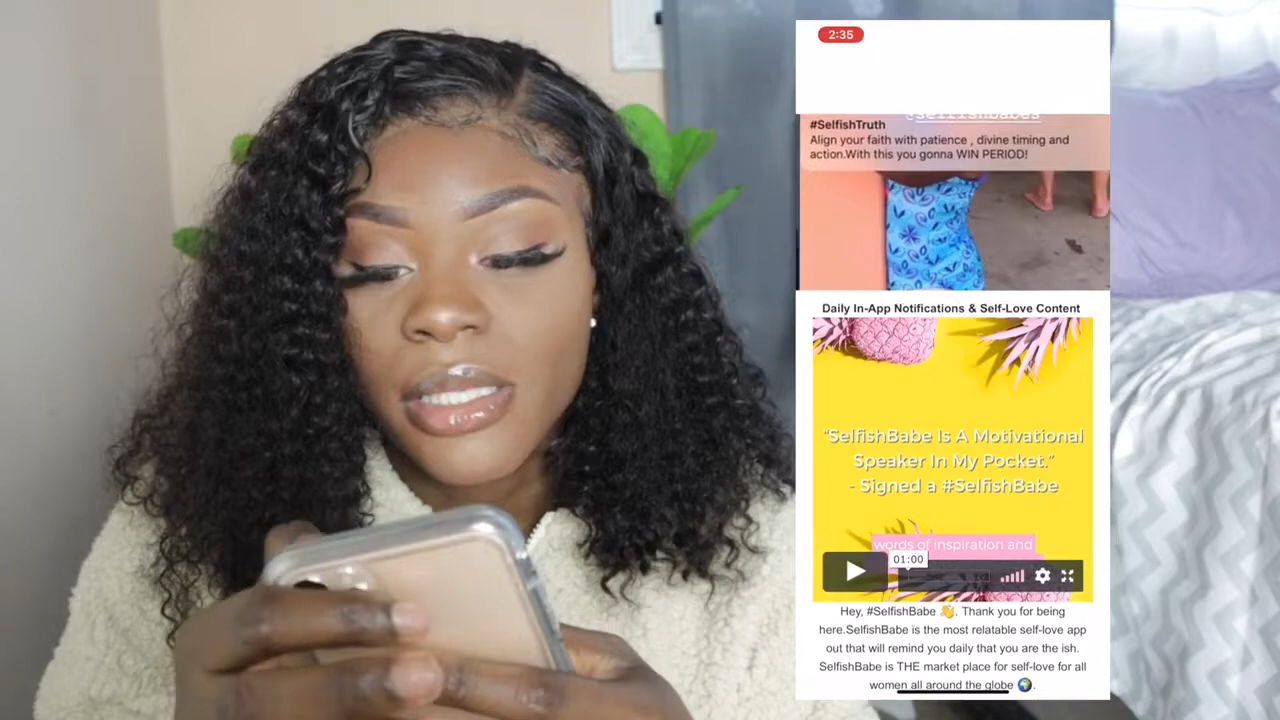 2:35
@selfishbabes
#SelfishTruth
Align your faith with patience , divine timing and
action.With this you gonna WIN PERIOD!
Daily In-App Notifications & Self-Love Content
"SelfishBabe Is A Motivational
Speaker In My Pocket."
- Signed a #SelfishBabe
words of inspiration and
01:00
Hey, #SelfishBabe 👋. Thank you for being
here.SelfishBabe is the most relatable self-love app
out that will remind you daily that you are the ish.
SelfishBabe is THE market place for self-love for all
women all around the globe 🌍.